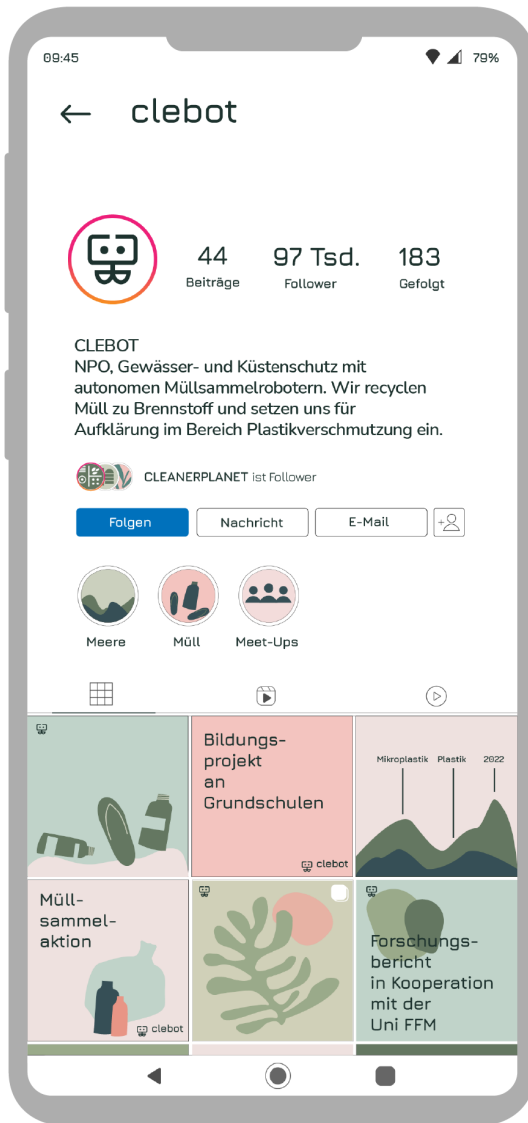 09:45
79%
clebot
44
97 Tsd.
183
Beiträge
Follower
Gefolgt
CLEBOT
NPO, Gewässer- und Küstenschutz mit
autonomen Müllsammelrobotern. Wir recyclen
Müll zu Brennstoff und setzen uns für
Aufklärung im Bereich Plastikverschmutzung ein.
CLEANERPLANET ist Follower
Folgen
Nachricht
E-Mail
Meere
Müll
Meet-Ups
Bildungs-
projekt
an
Grundschulen
clebot
Mikroplastik
Plastik
2022
Müll-
sammel-
aktion
clebot
Forschungs-
bericht
in Kooperation
mit der
Uni FFM